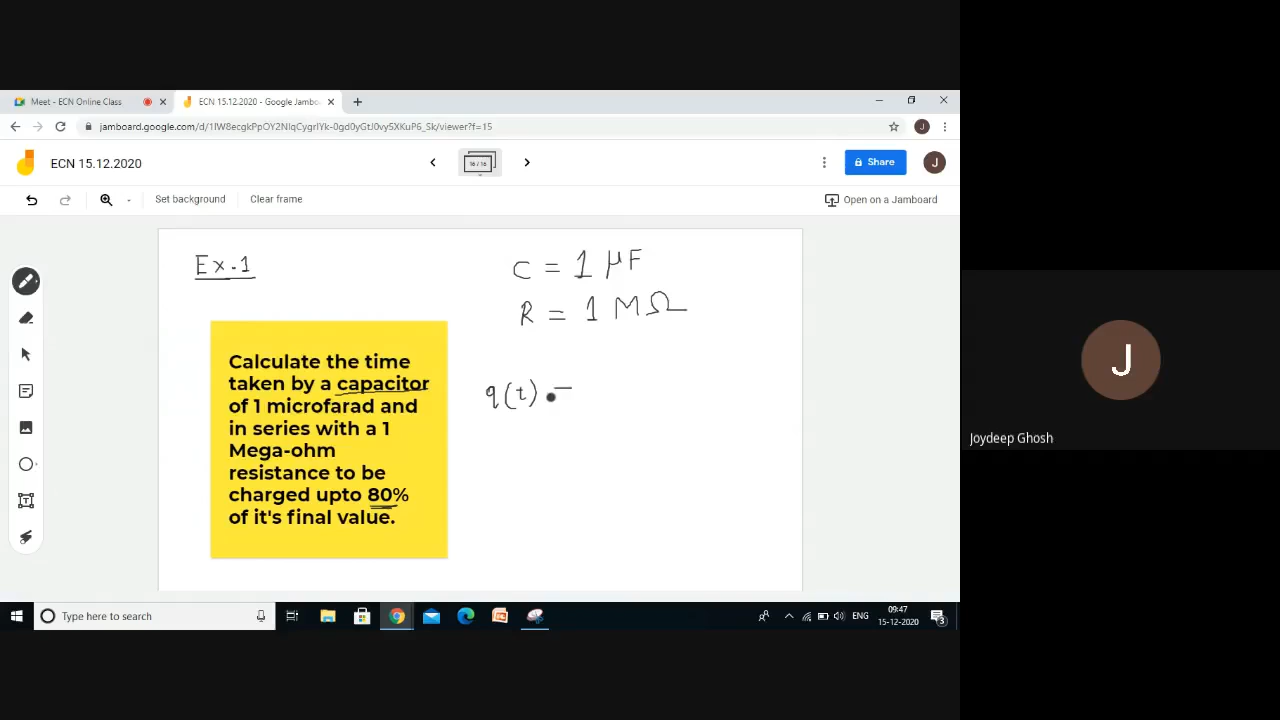 Meet - ECN Online Class
ECN 15.12.2020 - Google Jambo
jamboard.google.com/d/
/viewer?f=15
J
ECN 15.12.2020
16 / 16
Share
J
Set background
Clear frame
Open on a Jamboard
Ex.1
C = 1 μF
R = 1 MΩ
Calculate the time
taken by a capacitor
of 1 microfarad and
in series with a 1
Mega-ohm
resistance to be
charged upto 80%
of it's final value.
q(t) =
J
Joydeep Ghosh
Type here to search
ENG
09:47
15-12-2020
3